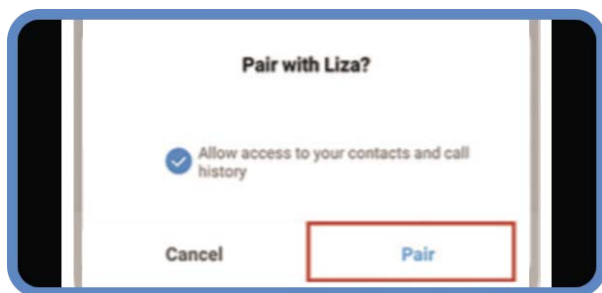 Pair with Liza?
Allow access to your contacts and call
history
Cancel
Pair